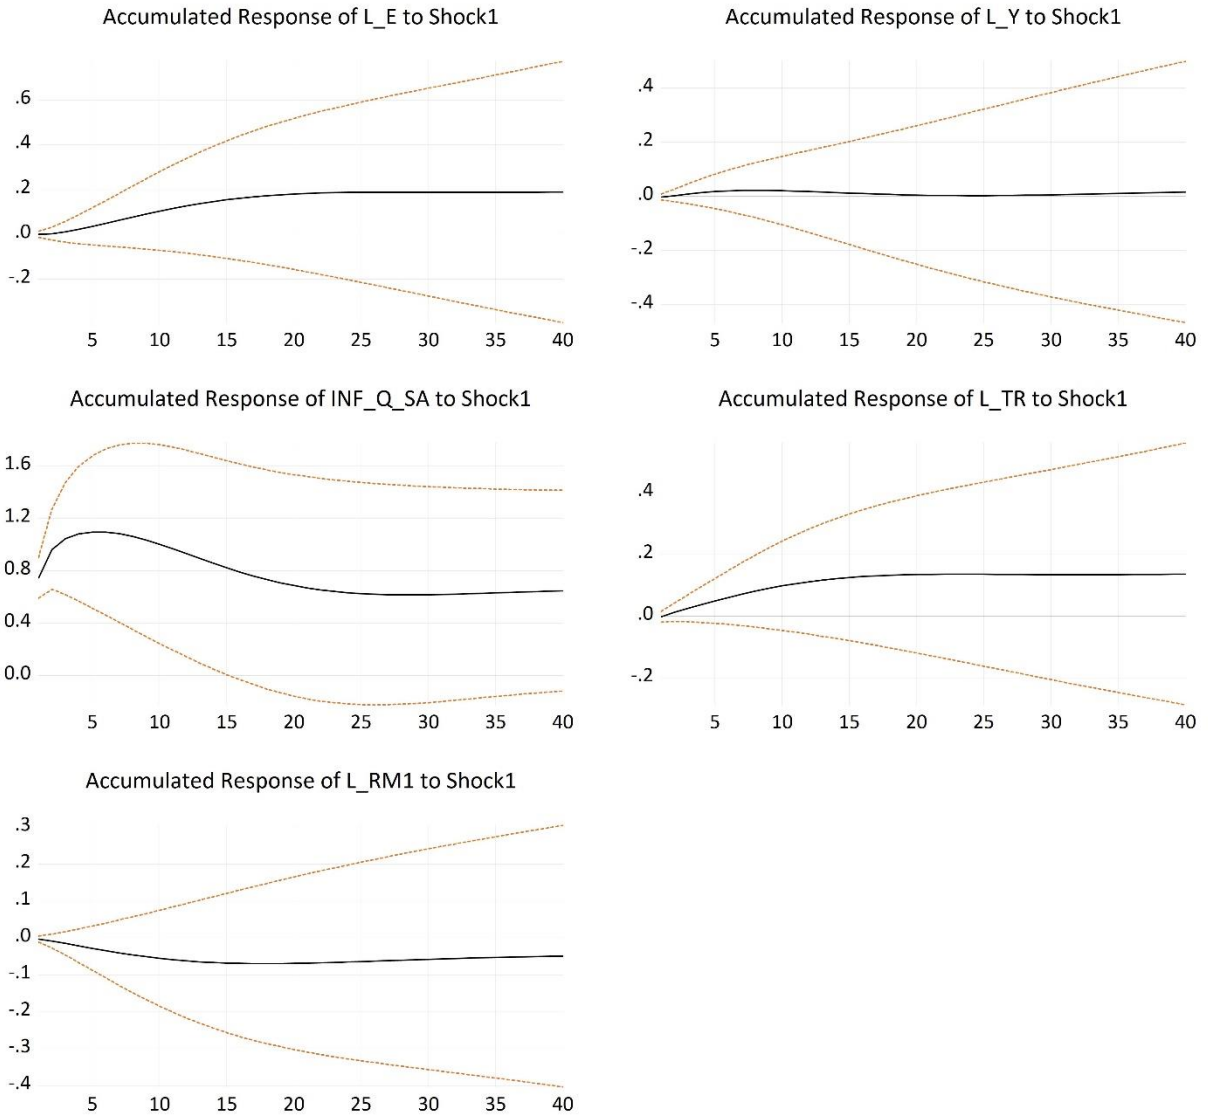 Accumulated Response of L_E to Shock1
.6
.4
.2
.0
-.2
5 10 15 20 25 30 35 40
Accumulated Response of L_Y to Shock1
.4
.2
.0
-.2
-.4
5 10 15 20 25 30 35 40
Accumulated Response of INF_Q_SA to Shock1
1.6
1.2
0.8
0.4
0.0
5 10 15 20 25 30 35 40
Accumulated Response of L_TR to Shock1
.4
.2
.0
-.2
5 10 15 20 25 30 35 40
Accumulated Response of L_RM1 to Shock1
.3
.2
.1
.0
-.1
-.2
-.3
-.4
5 10 15 20 25 30 35 40